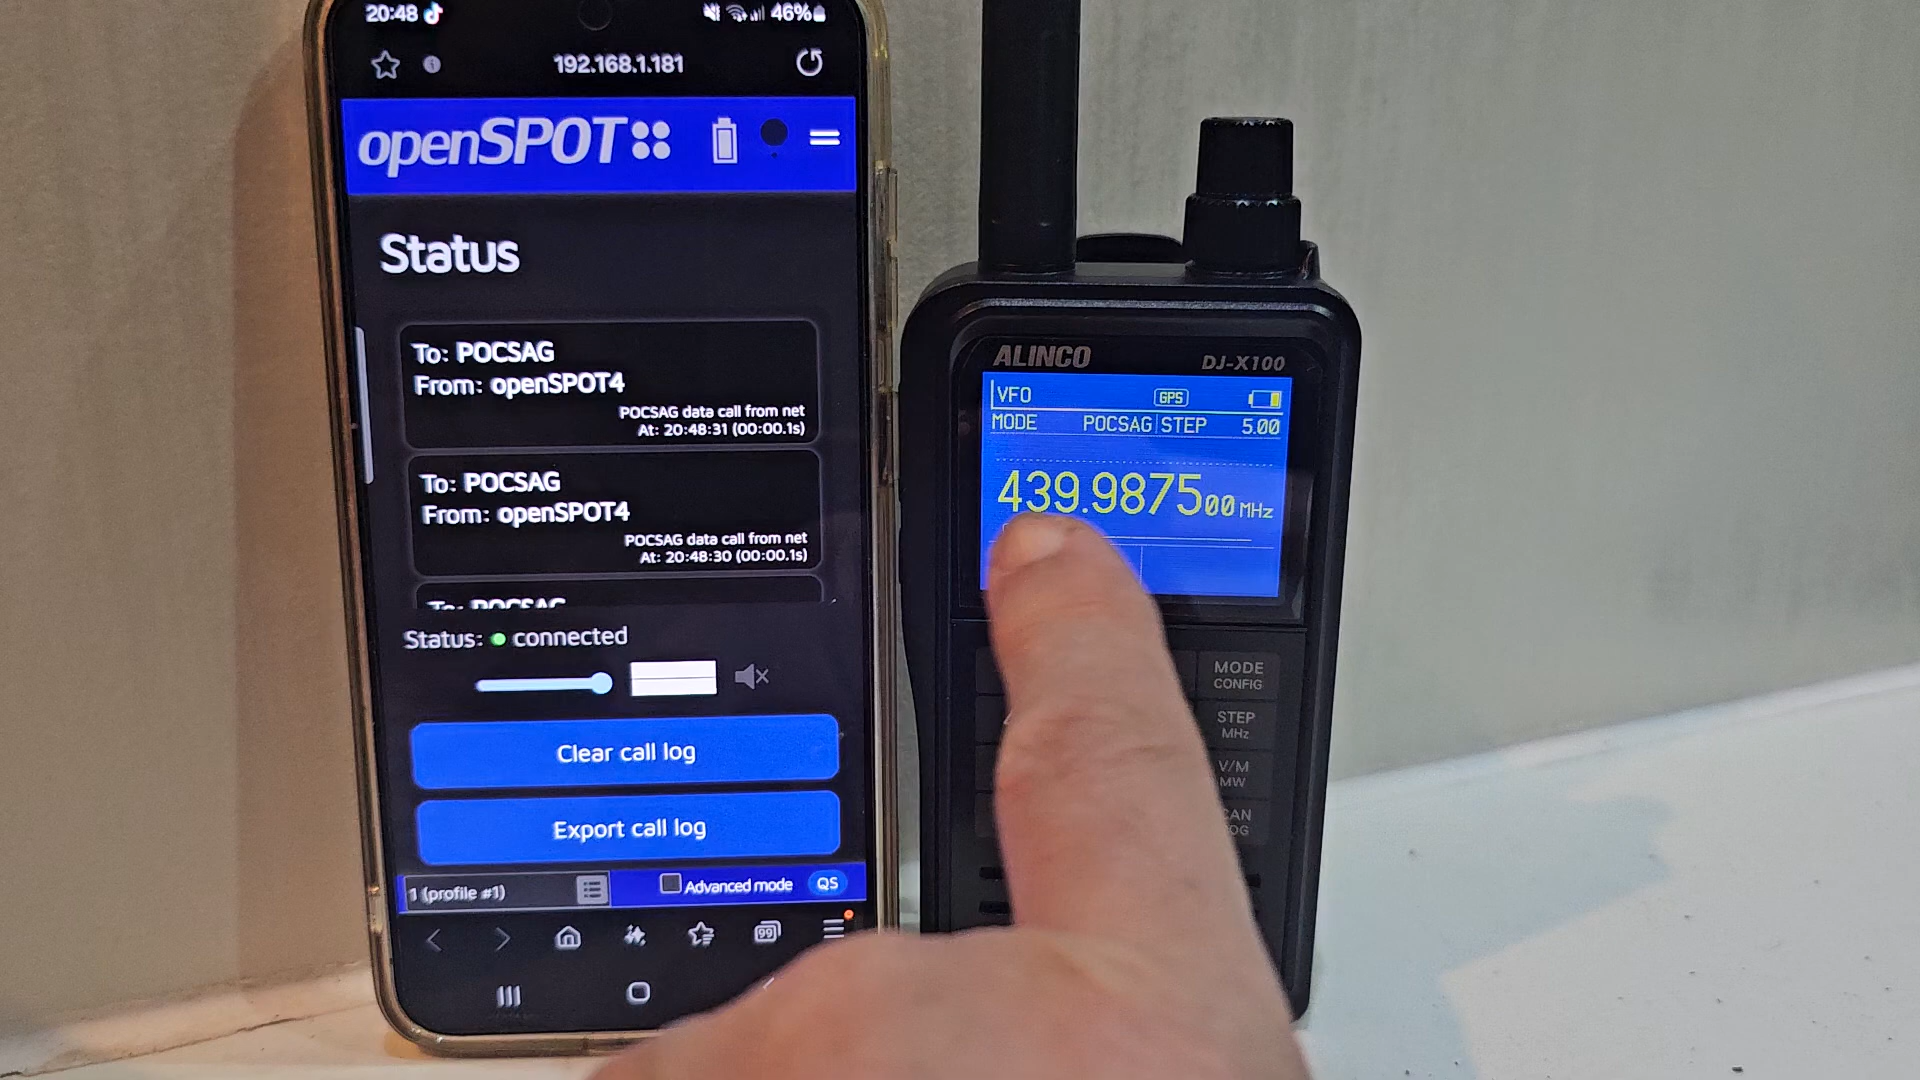 20:48
46%
192.168.1.181
openSPOT
Status
To: POCSAG
From: openSPOT4
POCSAG data call from net
At: 20:48:31 (00:00.1s)
To: POCSAG
From: openSPOT4
POCSAG data call from net
At: 20:48:30 (00:00.1s)
To: POCSAG
Status: connected
Clear call log
Export call log
1 (profile #1)
Advanced mode
QS
99
ALINCO DJ-X100
VFO GPS
MODE POCSAG STEP 5.00
439.987500 MHz
MODE
CONFIG
STEP
MHz
V/M
MW